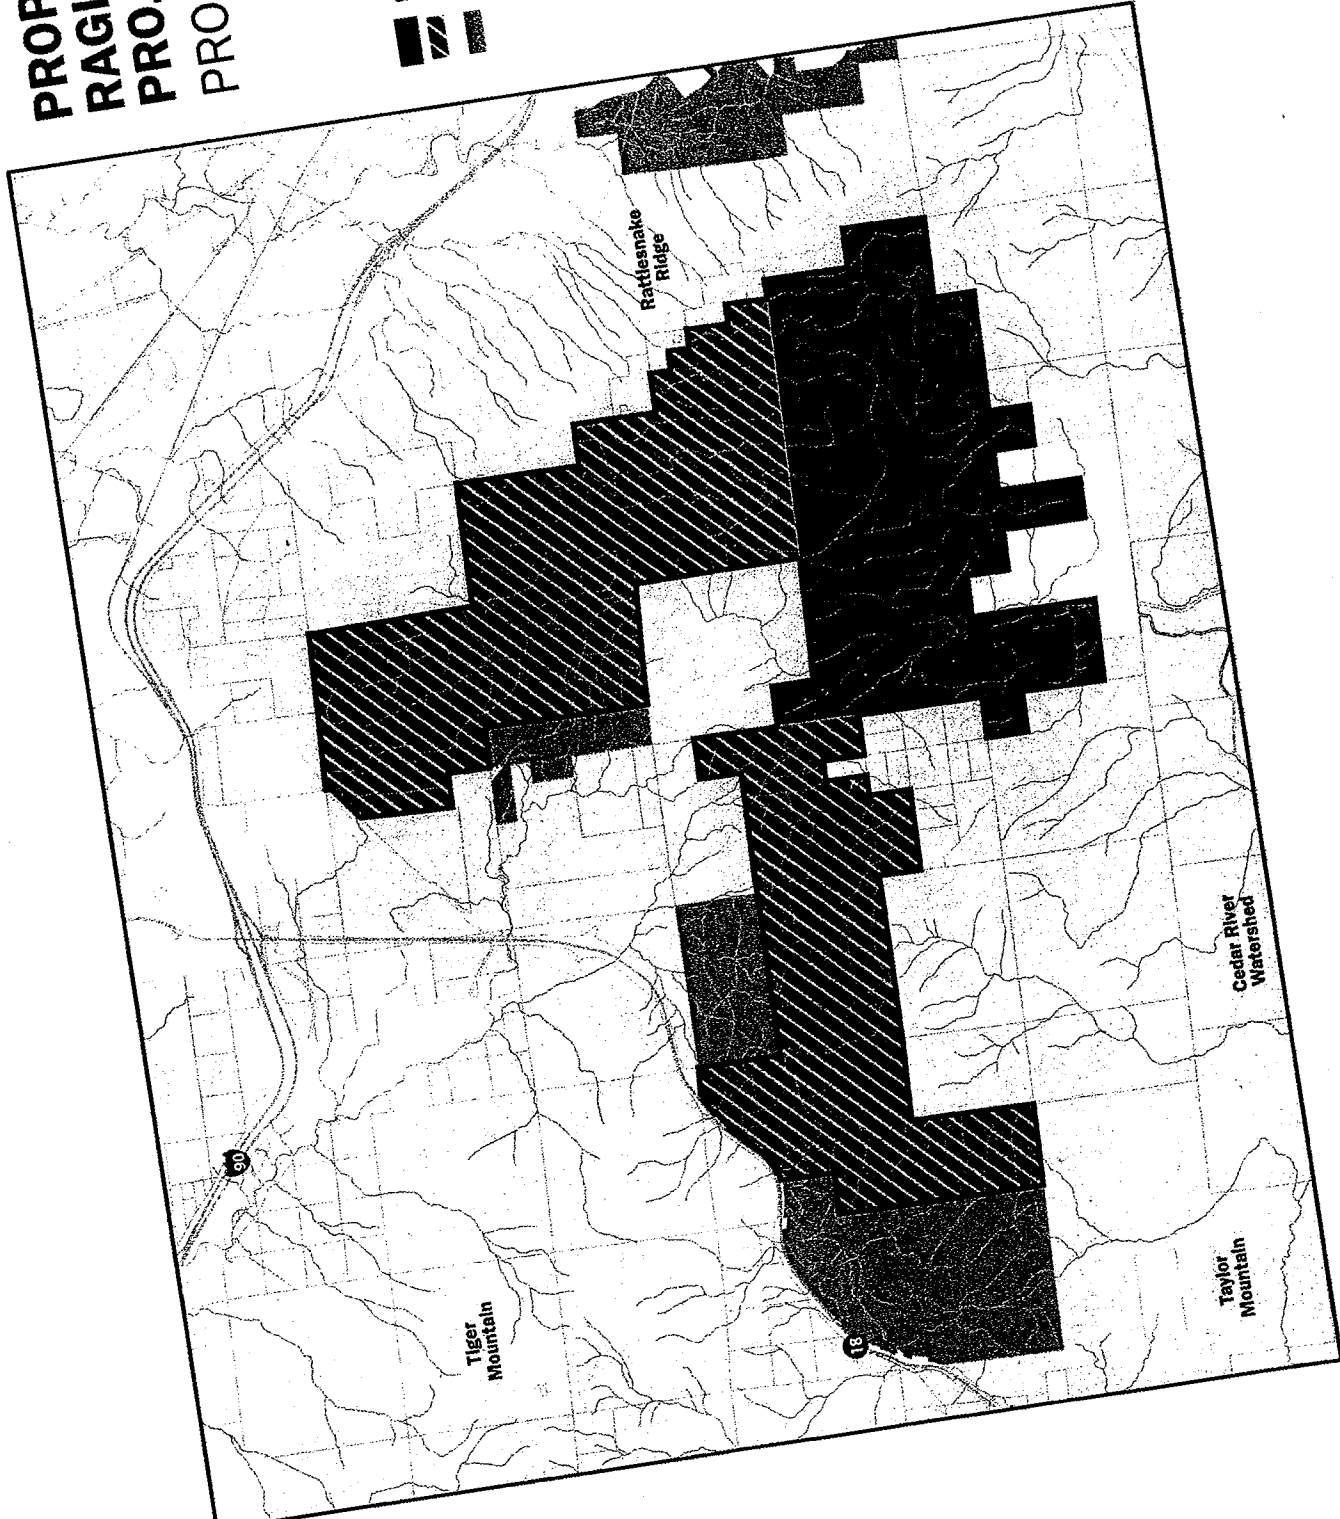 PROP
RAGI
PRO
PRO
Rattlesnake
Ridge
90
Tiger
Mountain
18
Cedar River
Watershed
Taylor
Mountain